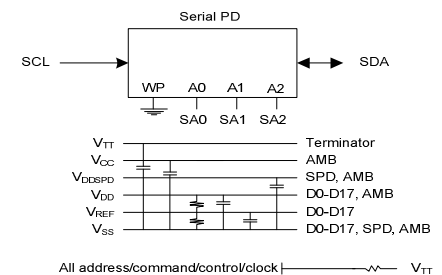 Serial PD
SCL
SDA
WP A0 A1 A2
SA0 SA1 SA2
VTT Terminator
VCC AMB
VDDSPD SPD, AMB
VDD D0-D17, AMB
VREF D0-D17
VSS D0-D17, SPD, AMB
All address/command/control/clock VTT